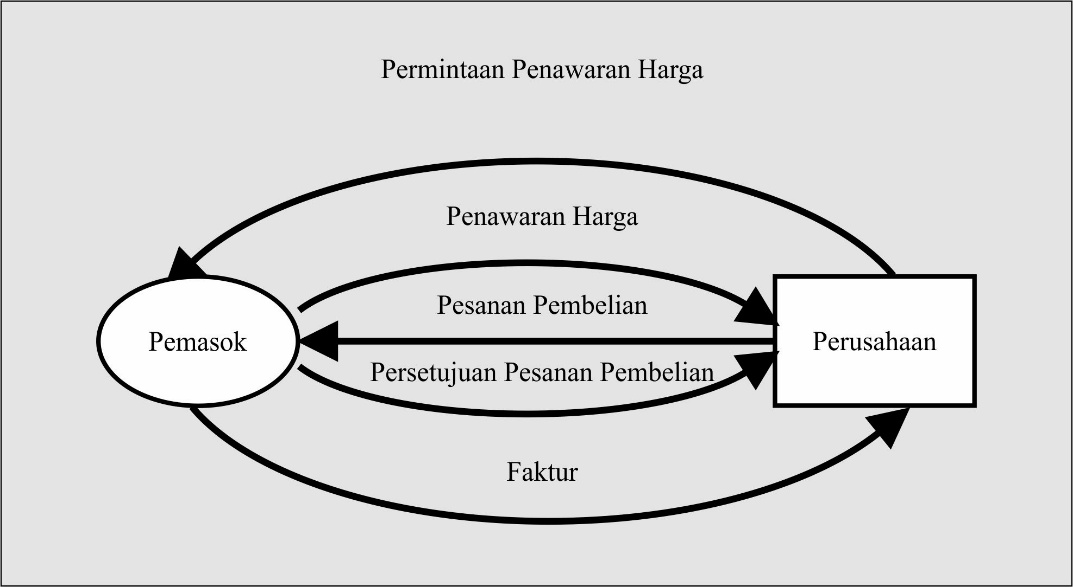 Permintaan Penawaran Harga
Penawaran Harga
Pesanan Pembelian
Pemasok
Perusahaan
Persetujuan Pesanan Pembelian
Faktur